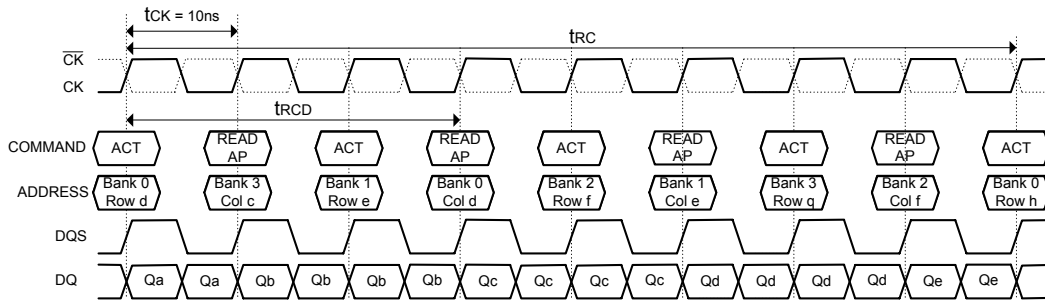 tCK = 10ns
tRC
CK
CK
tRCD
COMMAND ACT READ AP ACT READ AP ACT READ AP ACT READ AP ACT
ADDRESS Bank 0 Row d Bank 3 Col c Bank 1 Row e Bank 0 Col d Bank 2 Row f Bank 1 Col e Bank 3 Row q Bank 2 Col f Bank 0 Row h
DQS
DQ Qa Qa Qb Qb Qb Qb Qc Qc Qc Qc Qd Qd Qd Qd Qe Qe